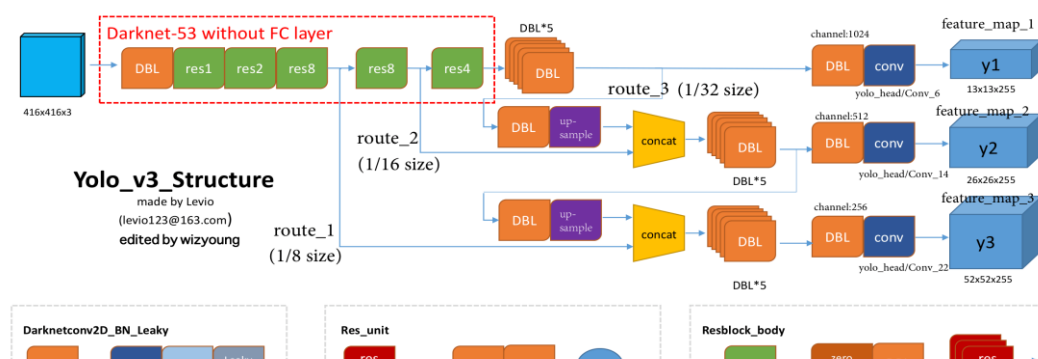 Darknet-53 without FC layer
DBL*5
channel:1024
feature_map_1
DBL
res1
res2
res8
res8
res4
DBL
DBL
conv
y1
416x416x3
route_3 (1/32 size)
yolo_head/Conv_6
13x13x255
feature_map_2
channel:512
DBL
up-
sample
route_2
(1/16 size)
concat
DBL
DBL
conv
y2
DBL*5
yolo_head/Conv_14
26x26x255
Yolo_v3_Structure
made by Levio
(levio123@163.com)
edited by wizyoung
feature_map_3
channel:256
DBL
up-
sample
route_1
(1/8 size)
concat
DBL
DBL
conv
y3
yolo_head/Conv_22
DBL*5
52x52x255
Darknetconv2D_BN_Leaky
Res_unit
Resblock_body
res
zero
res